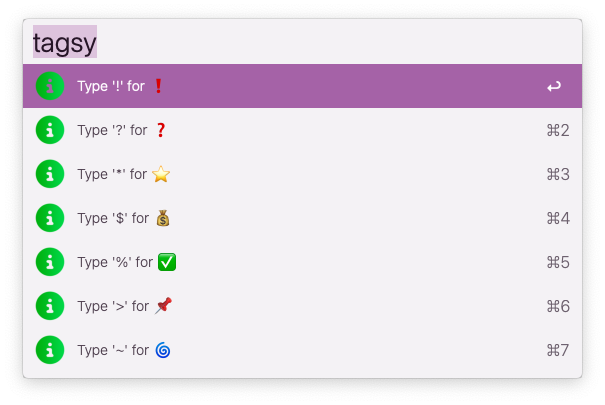 tagsy
Type '!' for ❗ ↩
Type '?' for ❓ ⌘2
Type '*' for ⭐ ⌘3
Type '$' for 💰 ⌘4
Type '%' for ✅ ⌘5
Type '>' for 📌 ⌘6
Type '~' for 🌀 ⌘7